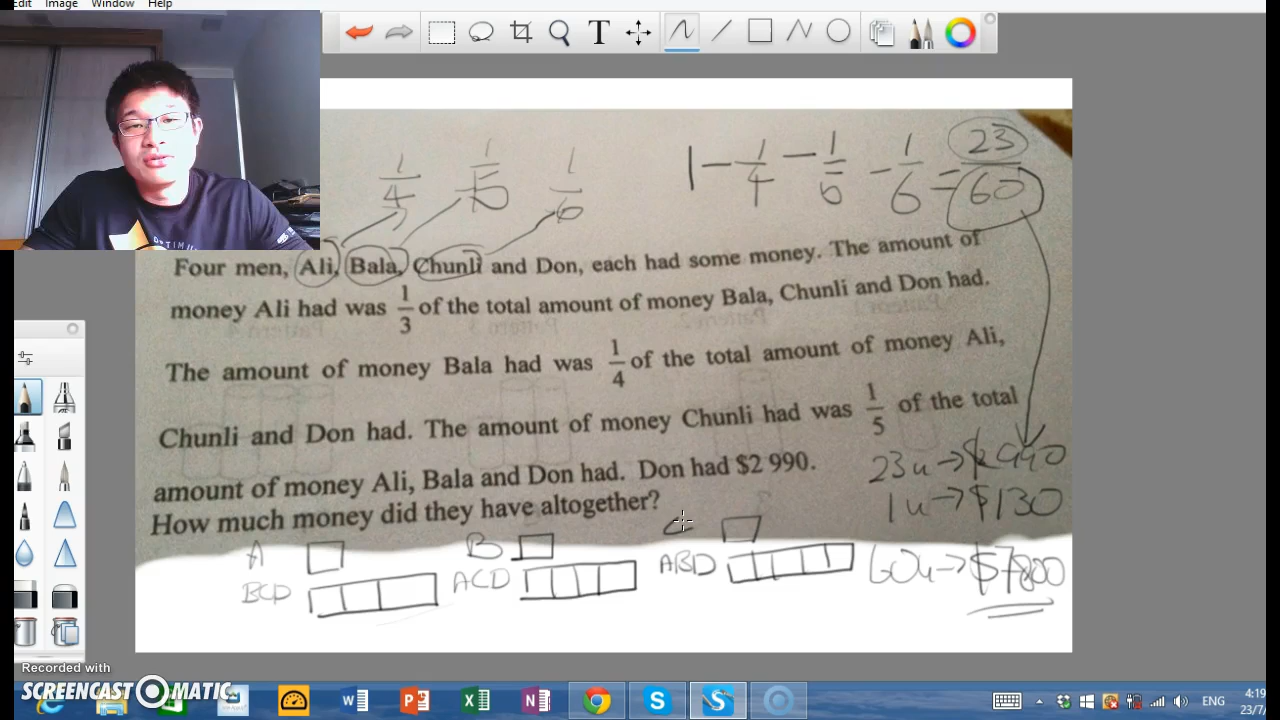 Edit Image Window Help
1/4 1/5 1/6
1 - 1/4 - 1/5 - 1/6 = 23/60
Four men, Ali, Bala, Chunli and Don, each had some money. The amount of
money Ali had was 1/3 of the total amount of money Bala, Chunli and Don had.
The amount of money Bala had was 1/4 of the total amount of money Ali,
Chunli and Don had. The amount of money Chunli had was 1/5 of the total
amount of money Ali, Bala and Don had. Don had $2 990.
How much money did they have altogether?
23u → $2990
1u → $130
60u → $7800
A B C
BCD ACD ABD
Recorded with
SCREENCAST-O-MATIC
ENG
4:19
23/7/